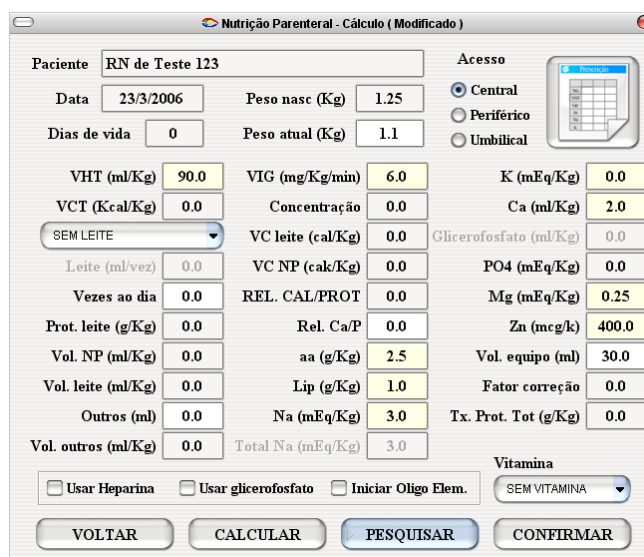 Nutrição Parenteral - Cálculo ( Modificado )
Paciente RN de Teste 123 Acesso
Prescrição
Data 23/3/2006 Peso nasc (Kg) 1.25 Central
Periférico
Dias de vida 0 Peso atual (Kg) 1.1 Umbilical
VHT (ml/Kg) 90.0 VIG (mg/Kg/min) 6.0 K (mEq/Kg) 0.0
VCT (Kcal/Kg) 0.0 Concentração 0.0 Ca (ml/Kg) 2.0
SEM LEITE VC leite (cal/Kg) 0.0 Glicerofosfato (ml/Kg) 0.0
Leite (ml/vez) 0.0 VC NP (cak/Kg) 0.0 PO4 (mEq/Kg) 0.0
Vezes ao dia 0.0 REL. CAL/PROT 0.0 Mg (mEq/Kg) 0.25
Prot. leite (g/Kg) 0.0 Rel. Ca/P 0.0 Zn (mcg/k) 400.0
Vol. NP (ml/Kg) 0.0 aa (g/Kg) 2.5 Vol. equipo (ml) 30.0
Vol. leite (ml/Kg) 0.0 Lip (g/Kg) 1.0 Fator correção 0.0
Outros (ml) 0.0 Na (mEq/Kg) 3.0 Tx. Prot. Tot (g/Kg) 0.0
Vol. outros (ml/Kg) 0.0 Total Na (mEq/Kg) 3.0
Vitamina
Usar Heparina Usar glicerofosfato Iniciar Oligo Elem. SEM VITAMINA
VOLTAR CALCULAR PESQUISAR CONFIRMAR